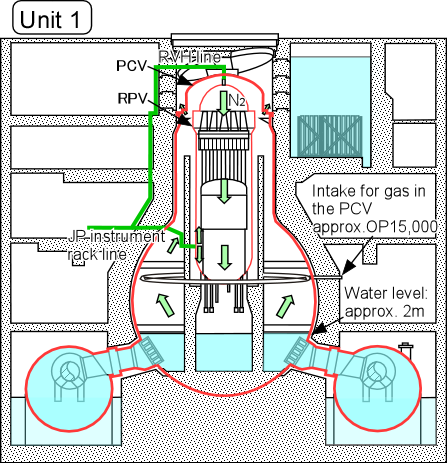 Unit 1
RVH line
PCV
RPV
N2
Intake for gas in
the PCV
approx.OP15,000
JP instrument
rack line
Water level:
approx. 2m